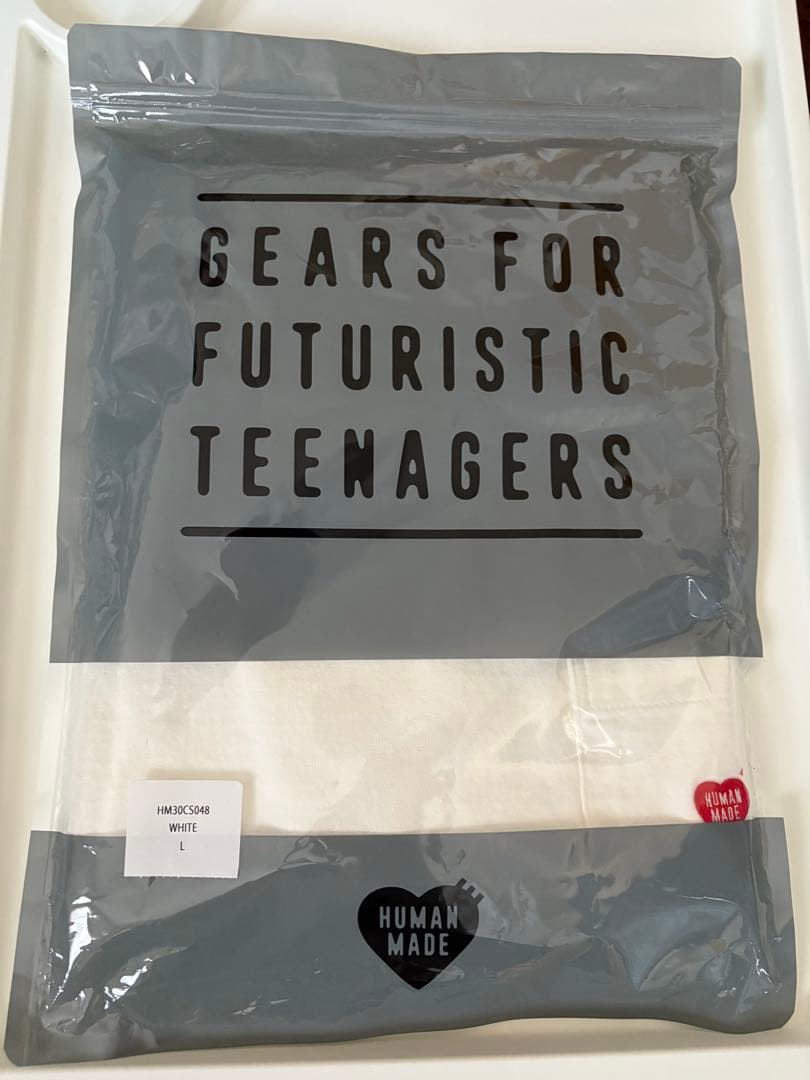 GEARS FOR
FUTURISTIC
TEENAGERS
HUMAN
MADE
HM30CS048
WHITE
L
HUMAN
MADE